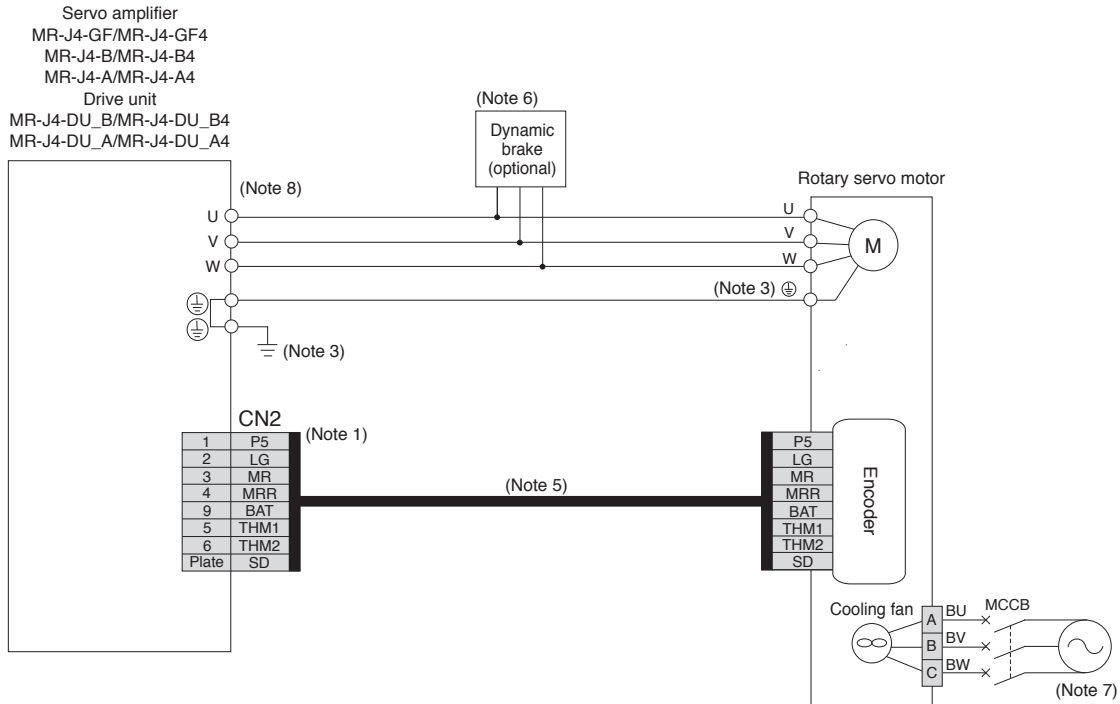 Servo amplifier
MR-J4-GF/MR-J4-GF4
MR-J4-B/MR-J4-B4
MR-J4-A/MR-J4-A4
Drive unit
MR-J4-DU_B/MR-J4-DU_B4
MR-J4-DU_A/MR-J4-DU_A4
(Note 6)
Dynamic
brake
(optional)
Rotary servo motor
(Note 8)
U
V
W
U
V
W
M
(Note 3)
(Note 3)
CN2
(Note 1)
1 P5
2 LG
3 MR
4 MRR
9 BAT
5 THM1
6 THM2
Plate SD
(Note 5)
P5
LG
MR
MRR
BAT
THM1
THM2
SD
Encoder
Cooling fan
A BU
B BV
C BW
MCCB
(Note 7)